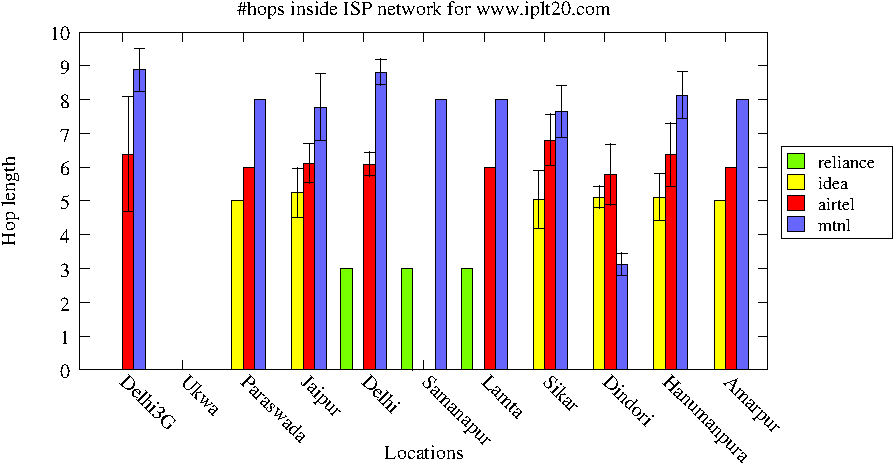 #hops inside ISP network for www.iplt20.com
10
9
8
7
6
5
4
3
2
1
0
Hop length
Delhi3G
Ukwa
Paraswada
Jaipur
Delhi
Samanapur
Lamta
Sikar
Dindori
Hanumanpura
Amarpur
Locations
reliance
idea
airtel
mtnl